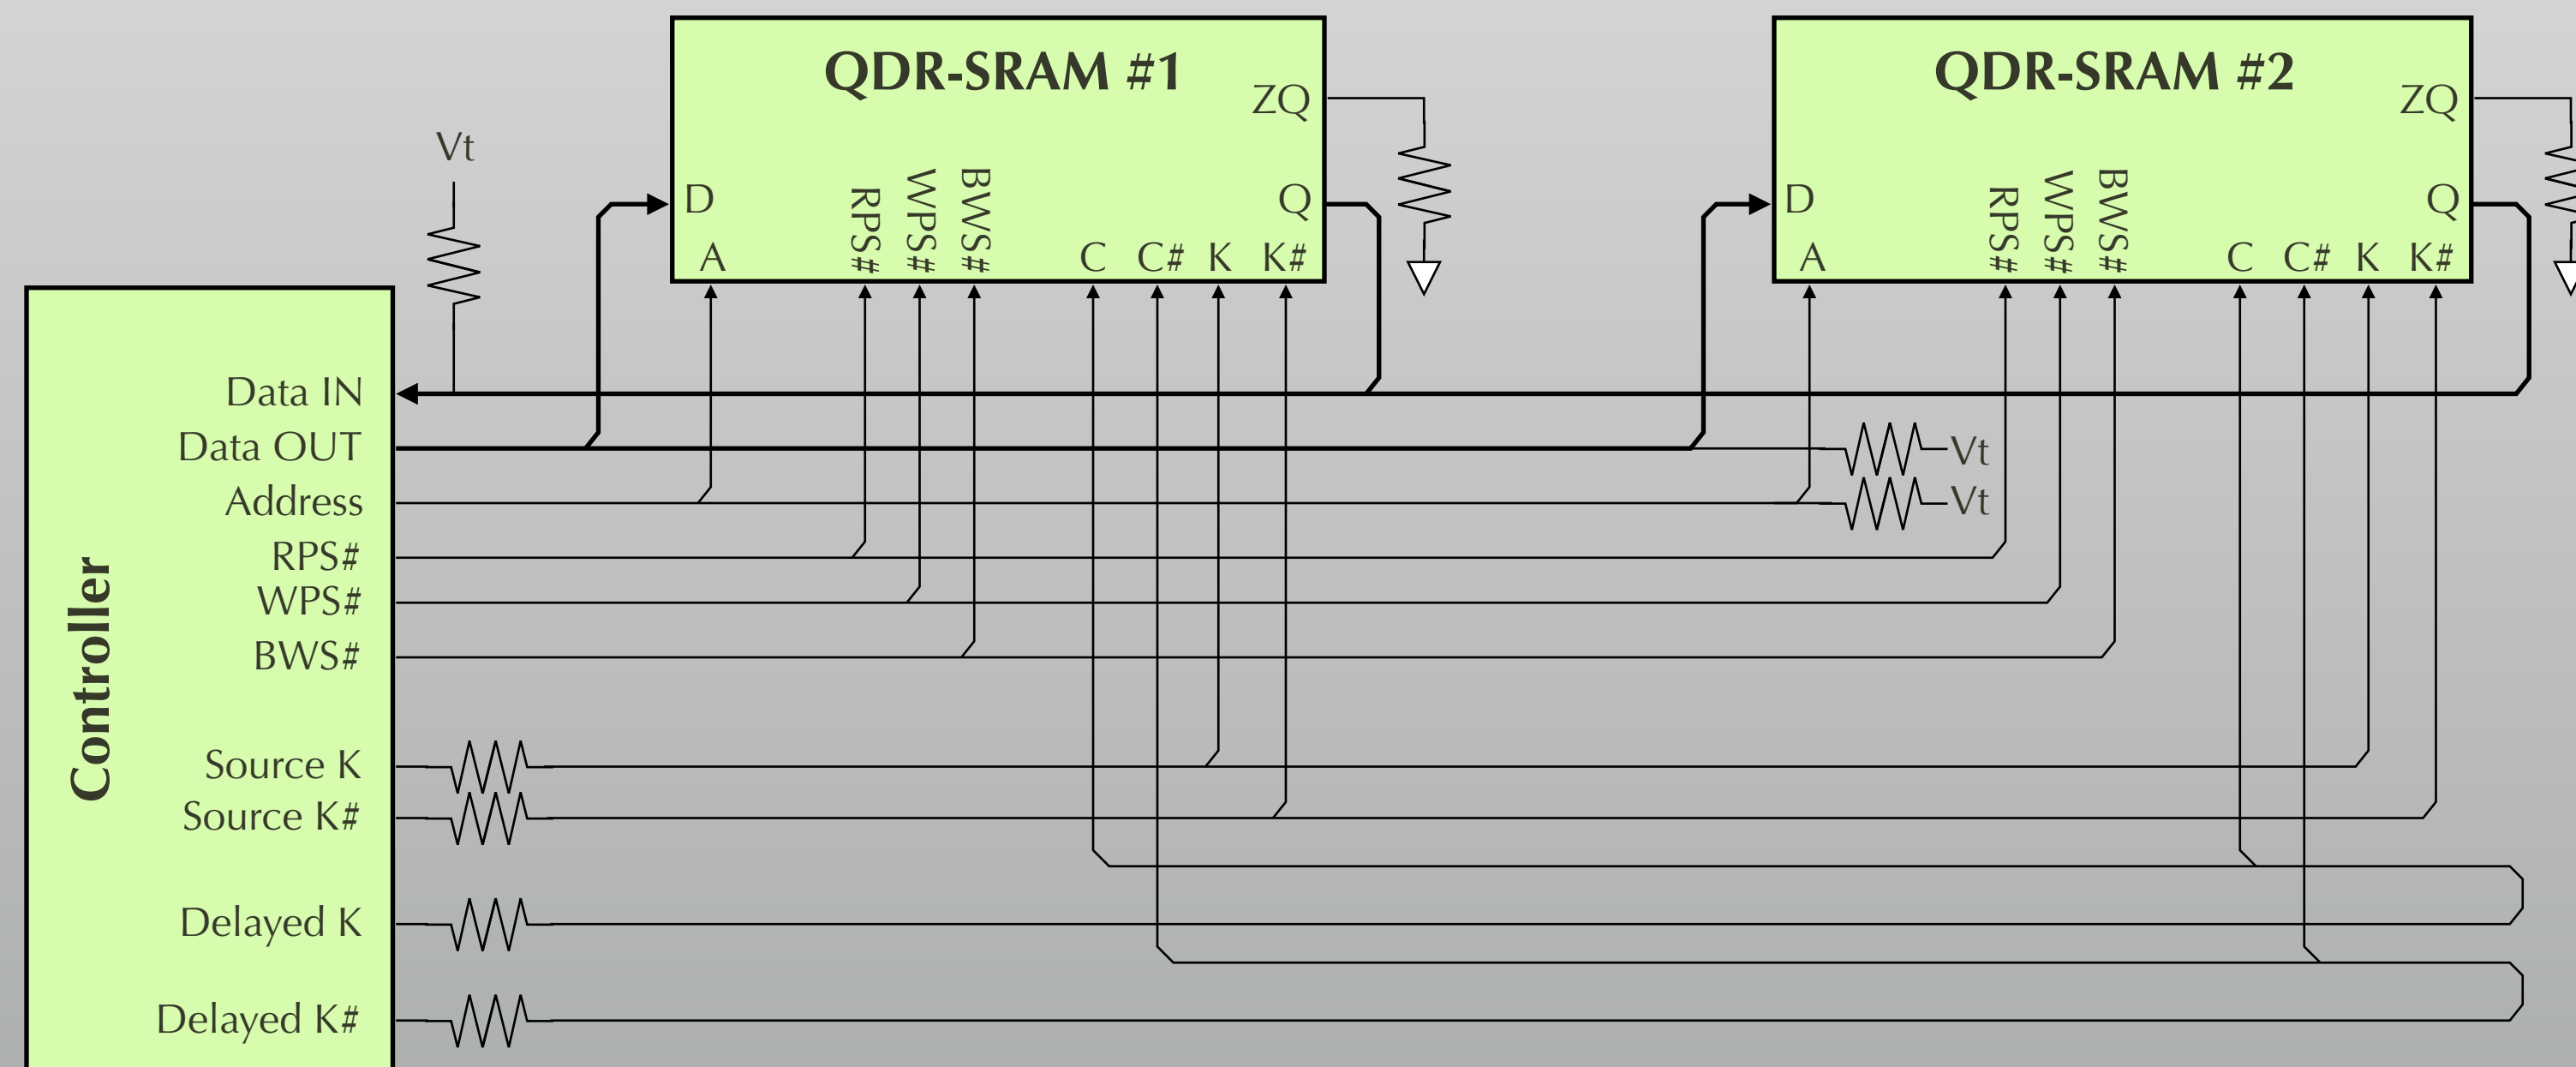 QDR-SRAM #1
ZQ
D
RPS#
WPS#
BWS#
Q
A
C
C#
K
K#
QDR-SRAM #2
ZQ
D
RPS#
WPS#
BWS#
Q
A
C
C#
K
K#
Vt
Controller
Data IN
Data OUT
Address
RPS#
WPS#
BWS#
Source K
Source K#
Delayed K
Delayed K#
Vt
Vt